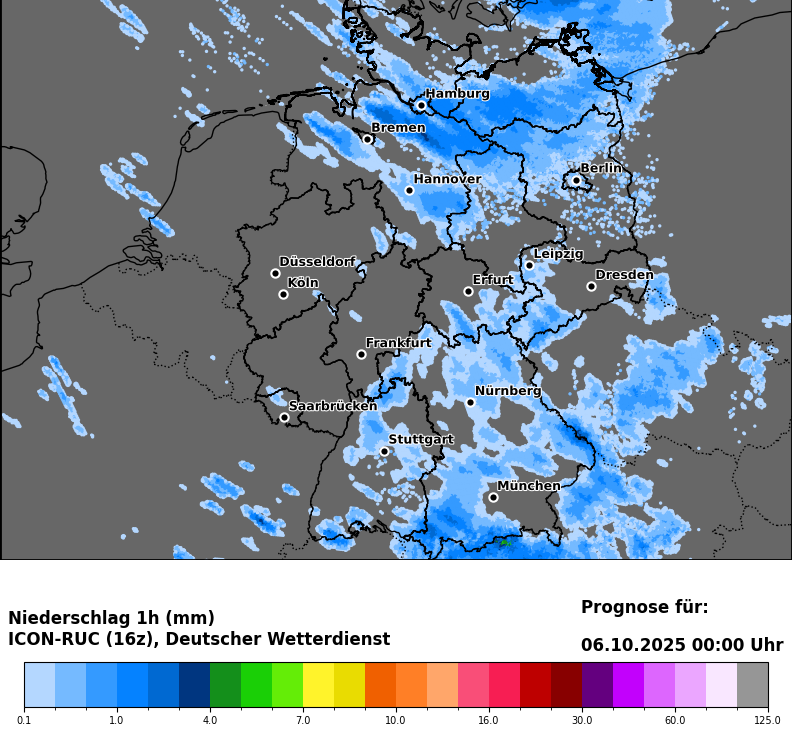 Hamburg
Bremen
Berlin
Hannover
Düsseldorf
Leipzig
Köln
Erfurt
Dresden
Frankfurt
Nürnberg
Saarbrücken
Stuttgart
München
Niederschlag 1h (mm)
ICON-RUC (16z), Deutscher Wetterdienst
Prognose für:
06.10.2025 00:00 Uhr
0.1 1.0 4.0 7.0 10.0 16.0 30.0 60.0 125.0